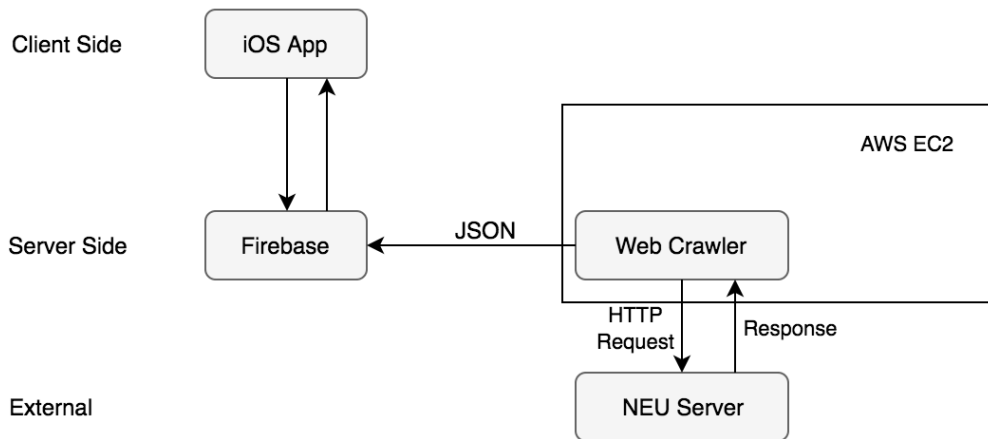 Client Side
iOS App
AWS EC2
Server Side
Firebase
JSON
Web Crawler
HTTP
Request
Response
External
NEU Server